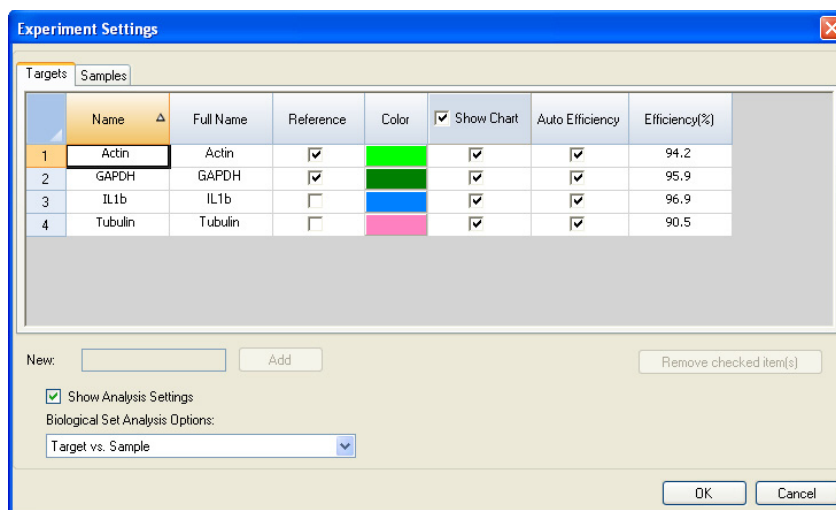 Experiment Settings
Targets Samples
Name Full Name Reference Color Show Chart Auto Efficiency Efficiency(%)
1 Actin Actin 94.2
2 GAPDH GAPDH 95.9
3 IL1b IL1b 96.9
4 Tubulin Tubulin 90.5
New: Add Remove checked item(s)
Show Analysis Settings
Biological Set Analysis Options:
Target vs. Sample
OK Cancel